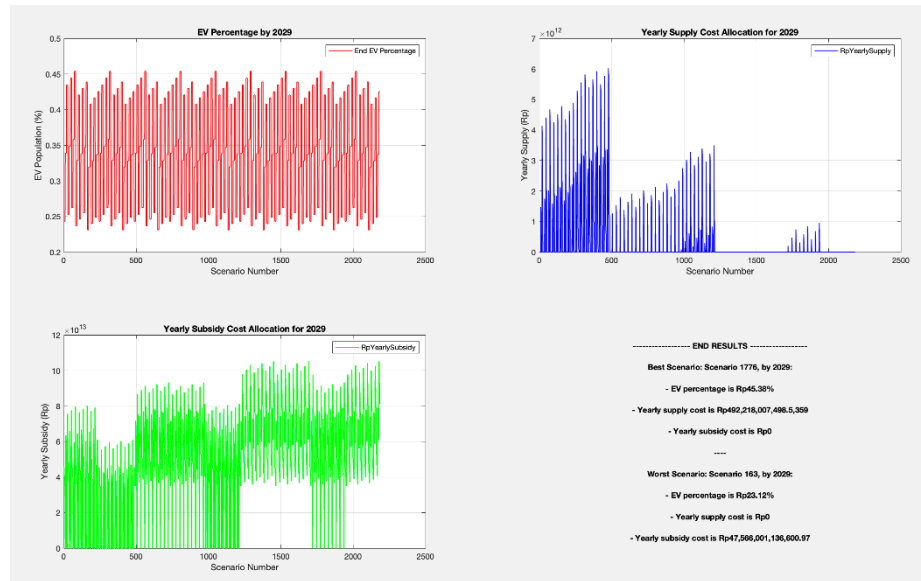 EV Percentage by 2029
0.5
End EV Percentage
0.45
0.4
EV Population (%)
0.35
0.3
0.25
0.2
0
500
1000
1500
2000
2500
Scenario Number
Yearly Supply Cost Allocation for 2029
×10^12
7
RpYearlySupply
6
5
Yearly Supply (Rp)
4
3
2
1
0
0
500
1000
1500
2000
2500
Scenario Number
Yearly Subsidy Cost Allocation for 2029
×10^13
12
RpYearlySubsidy
10
8
Yearly Subsidy (Rp)
6
4
2
0
0
500
1000
1500
2000
2500
Scenario Number
------------------ END RESULTS ------------------
Best Scenario: Scenario 1776, by 2029:
- EV percentage is Rp45.38%
- Yearly supply cost is Rp492,218,007,498.5,359
- Yearly subsidy cost is Rp0
----
Worst Scenario: Scenario 163, by 2029:
- EV percentage is Rp23.12%
- Yearly supply cost is Rp0
- Yearly subsidy cost is Rp47,566,001,136,600.97